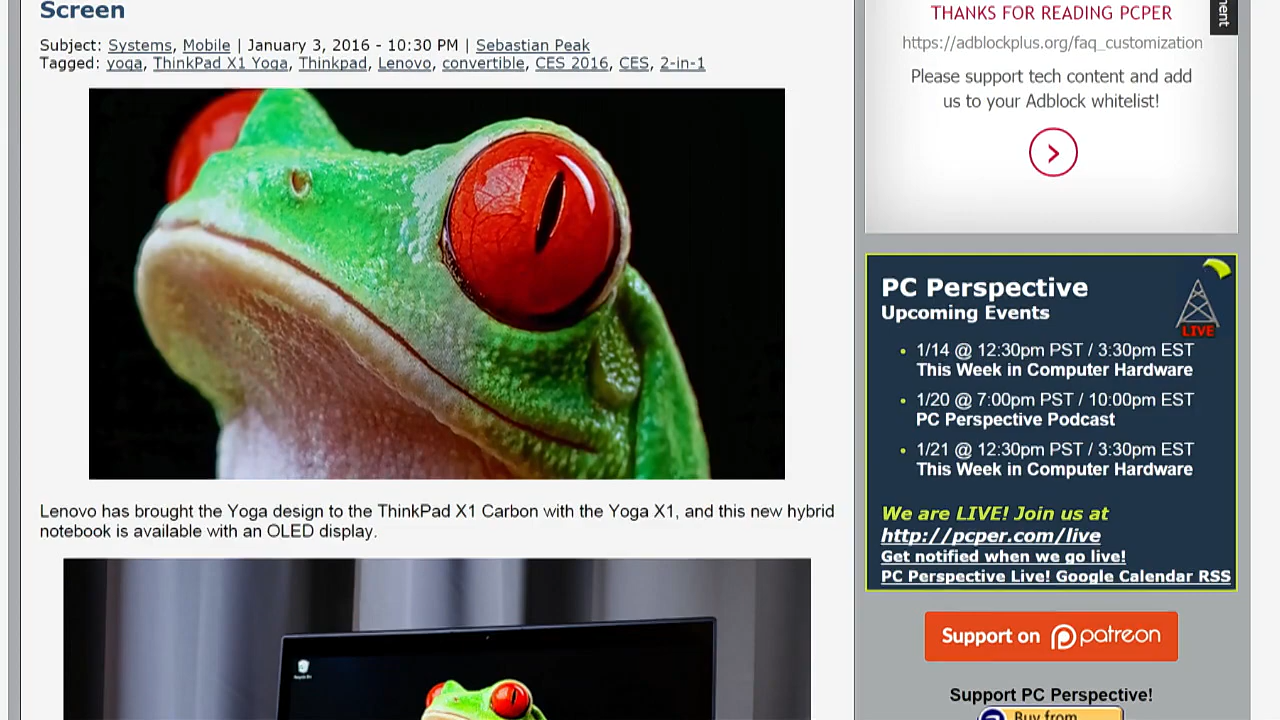 Screen
Subject: Systems, Mobile | January 3, 2016 - 10:30 PM | Sebastian Peak
Tagged: yoga, ThinkPad X1 Yoga, Thinkpad, Lenovo, convertible, CES 2016, CES, 2-in-1
Lenovo has brought the Yoga design to the ThinkPad X1 Carbon with the Yoga X1, and this new hybrid
notebook is available with an OLED display.
THANKS FOR READING PCPER
https://adblockplus.org/faq_customization
Please support tech content and add
us to your Adblock whitelist!
PC Perspective
Upcoming Events
LIVE
1/14 @ 12:30pm PST / 3:30pm EST
This Week in Computer Hardware
1/20 @ 7:00pm PST / 10:00pm EST
PC Perspective Podcast
1/21 @ 12:30pm PST / 3:30pm EST
This Week in Computer Hardware
We are LIVE! Join us at
http://pcper.com/live
Get notified when we go live!
PC Perspective Live! Google Calendar RSS
Support on patreon
Support PC Perspective!
Buy from